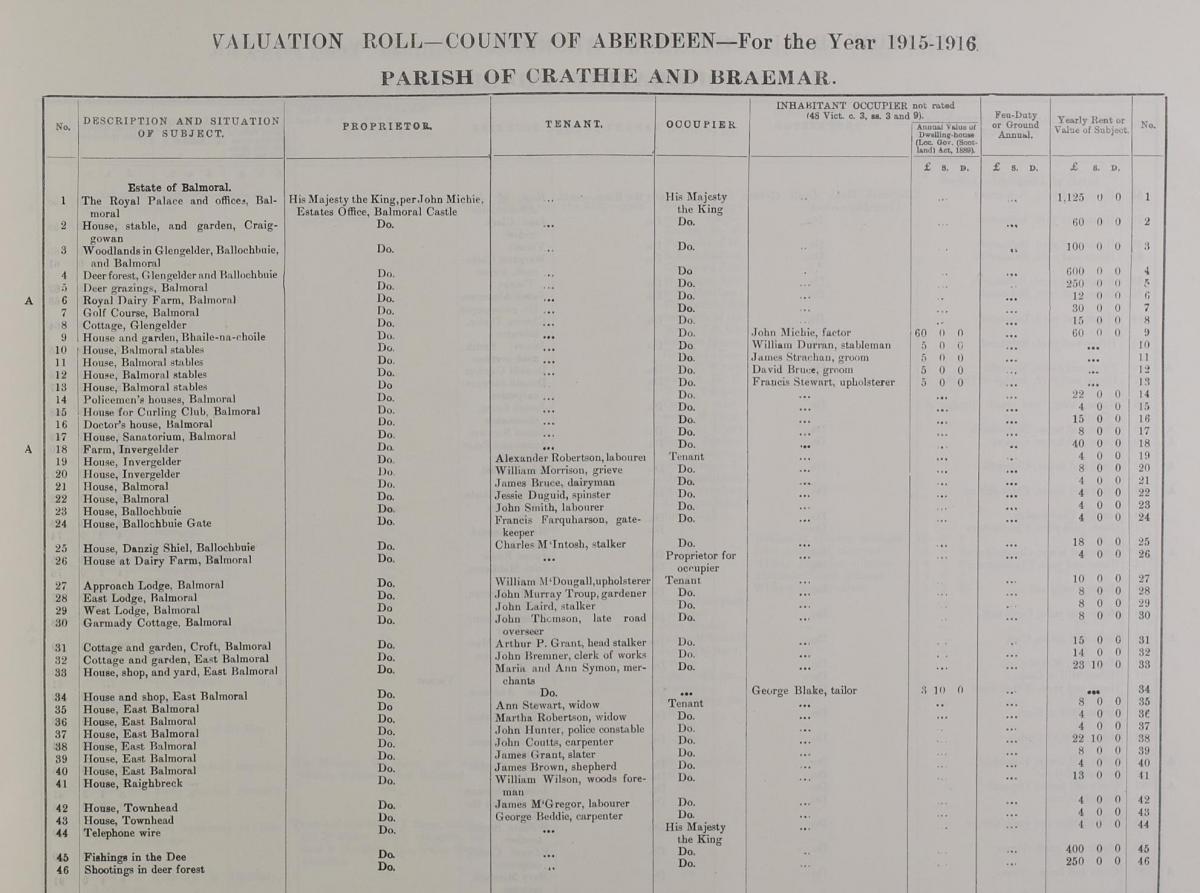 VALUATION ROLL—COUNTY OF ABERDEEN—For the Year 1915-1916.
PARISH OF CRATHIE AND BRAEMAR.
No. DESCRIPTION AND SITUATION OF SUBJECT. PROPRIETOR. TENANT. OCCUPIER. INHABITANT OCCUPIER not rated (48 Vict. c. 3, ss. 3 and 9). Annual Value of Dwelling-house (Loc. Gov. (Scotland) Act, 1889). Feu-Duty or Ground Annual. Yearly Rent or Value of Subject. No.
£ S. D. £ S. D. £ S. D.
Estate of Balmoral.
1 The Royal Palace and offices, Bal- His Majesty the King, per John Michie, His Majesty 1,125 0 0 1
moral Estates Office, Balmoral Castle the King
2 House, stable, and garden, Craig- Do. Do. 60 0 0 2
gowan
3 Woodlands in Glengelder, Ballochbuie, Do. Do. 100 0 0 3
and Balmoral
4 Deer forest, Glengelder and Ballochbuie Do. Do 600 0 0 4
5 Deer grazings, Balmoral Do. Do. 250 0 0 5
A 6 Royal Dairy Farm, Balmoral Do. Do. 12 0 0 6
7 Golf Course, Balmoral Do. Do. 30 0 0 7
8 Cottage, Glengelder Do. Do. 15 0 0 8
9 House and garden, Bhaile-na-choile Do. Do. John Michie, factor 60 0 0 60 0 0 9
10 House, Balmoral stables Do. Do William Durran, stableman 5 0 0 ... 10
11 House, Balmoral stables Do. Do. James Strachan, groom 5 0 0 ... 11
12 House, Balmoral stables Do. Do. David Bruce, groom 5 0 0 ... 12
13 House, Balmoral stables Do Do. Francis Stewart, upholsterer 5 0 0 ... 13
14 Policemen's houses, Balmoral Do. Do. 22 0 0 14
15 House for Curling Club, Balmoral Do. Do. 4 0 0 15
16 Doctor's house, Balmoral Do. Do. 15 0 0 16
17 House, Sanatorium, Balmoral Do. Do. 8 0 0 17
A 18 Farm, Invergelder Do. Do. 40 0 0 18
19 House, Invergelder Do. Alexander Robertson, labourer Tenant 4 0 0 19
20 House, Invergelder Do. William Morrison, grieve Do. 8 0 0 20
21 House, Balmoral Do. James Bruce, dairyman Do. 4 0 0 21
22 House, Balmoral Do. Jessie Duguid, spinster Do. 4 0 0 22
23 House, Ballochbuie Do. John Smith, labourer Do. 4 0 0 23
24 House, Ballochbuie Gate Do. Francis Farquharson, gate- Do. 4 0 0 24
keeper
25 House, Danzig Shiel, Ballochbuie Do. Charles M'Intosh, stalker Do. 18 0 0 25
26 House at Dairy Farm, Balmoral Do. ... Proprietor for 4 0 0 26
occupier
27 Approach Lodge, Balmoral Do. William M'Dougall, upholsterer Tenant 10 0 0 27
28 East Lodge, Balmoral Do. John Murray Troup, gardener Do. 8 0 0 28
29 West Lodge, Balmoral Do John Laird, stalker Do. 8 0 0 29
30 Garmady Cottage, Balmoral Do. John Thomson, late road Do. 8 0 0 30
overseer
31 Cottage and garden, Croft, Balmoral Do. Arthur P. Grant, head stalker Do. 15 0 0 31
32 Cottage and garden, East Balmoral Do. John Bremner, clerk of works Do. 14 0 0 32
33 House, shop, and yard, East Balmoral Do. Maria and Ann Symon, mer- Do. 23 10 0 33
chants
34 House and shop, East Balmoral Do. Do. ... George Blake, tailor 3 10 0 ... 34
35 House, East Balmoral Do Ann Stewart, widow Tenant 8 0 0 35
36 House, East Balmoral Do. Martha Robertson, widow Do. 4 0 0 36
37 House, East Balmoral Do. John Hunter, police constable Do. 4 0 0 37
38 House, East Balmoral Do. John Coutts, carpenter Do. 22 10 0 38
39 House, East Balmoral Do. James Grant, slater Do. 8 0 0 39
40 House, East Balmoral Do. James Brown, shepherd Do. 4 0 0 40
41 House, Raighbreck Do. William Wilson, woods fore- Do. 13 0 0 41
man
42 House, Townhead Do. James M'Gregor, labourer Do. 4 0 0 42
43 House, Townhead Do. George Beddie, carpenter Do. 4 0 0 43
44 Telephone wire Do. ... His Majesty 4 0 0 44
the King
45 Fishings in the Dee Do. ... Do. 400 0 0 45
46 Shootings in deer forest Do. Do. 250 0 0 46